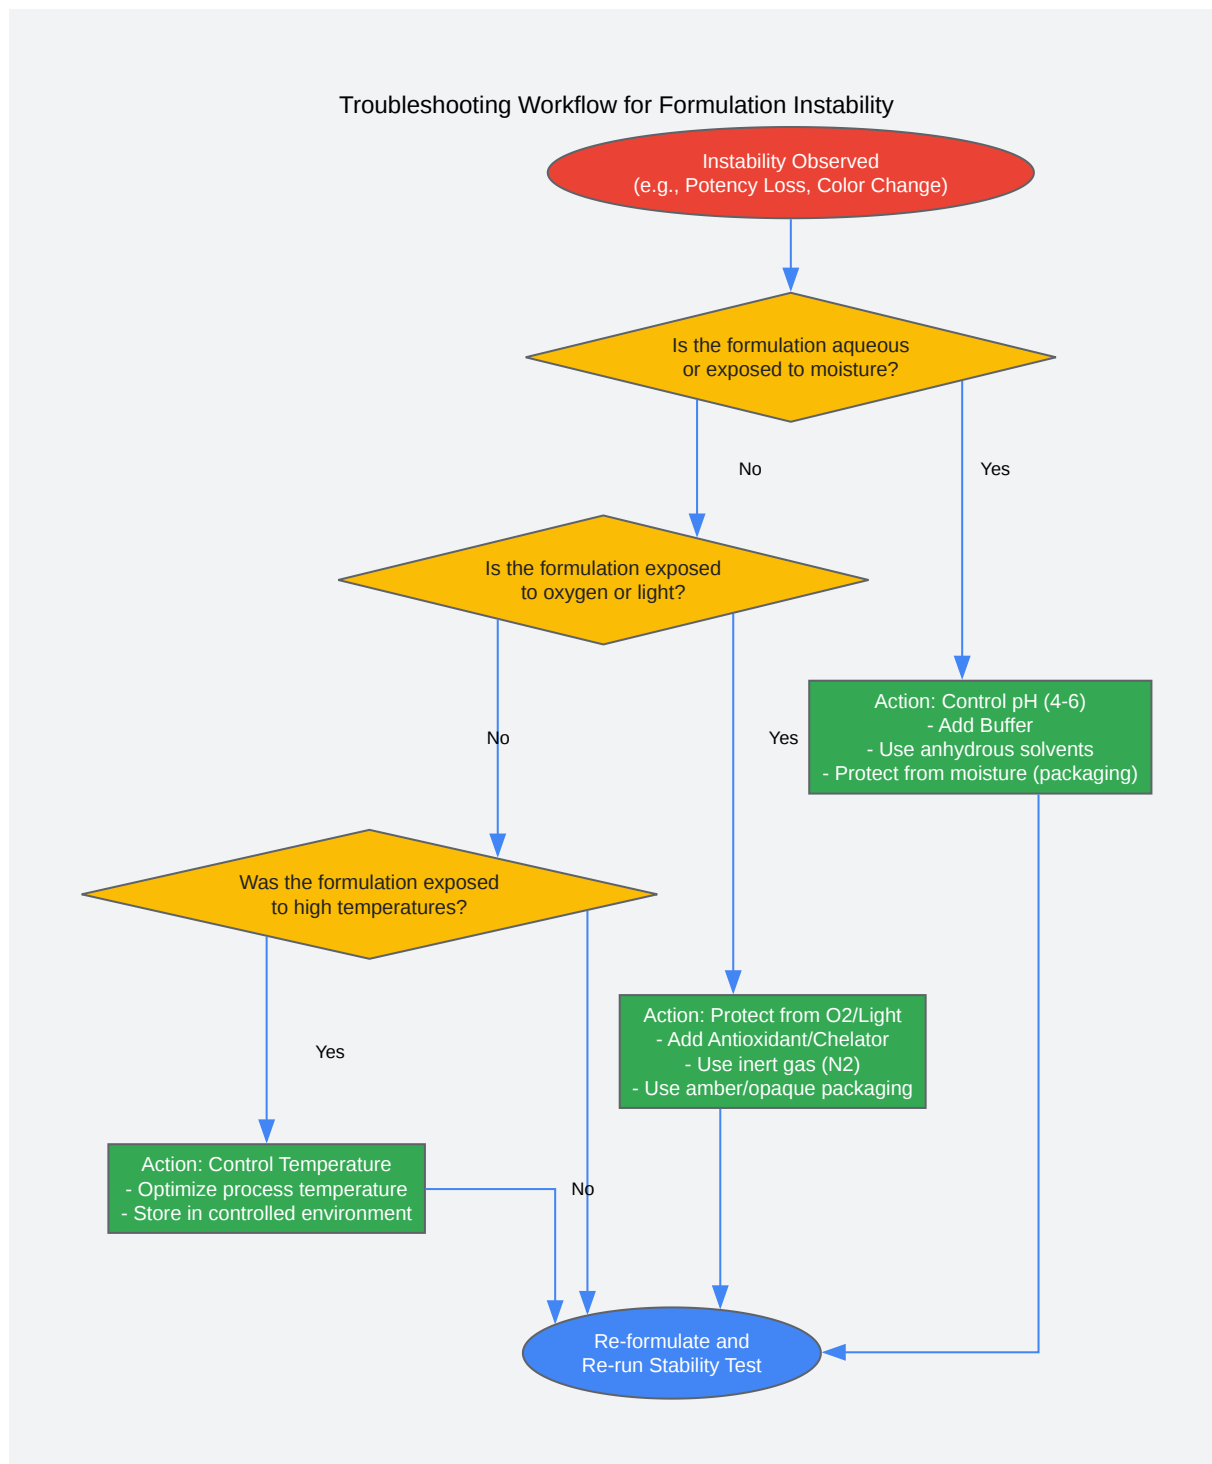 Troubleshooting Workflow for Formulation Instability
Instability Observed
(e.g., Potency Loss, Color Change)
Is the formulation aqueous
or exposed to moisture?
No
Yes
Is the formulation exposed
to oxygen or light?
No
Yes
Action: Control pH (4-6)
- Add Buffer
- Use anhydrous solvents
- Protect from moisture (packaging)
Was the formulation exposed
to high temperatures?
Yes
No
Action: Protect from O2/Light
- Add Antioxidant/Chelator
- Use inert gas (N2)
- Use amber/opaque packaging
Action: Control Temperature
- Optimize process temperature
- Store in controlled environment
Re-formulate and
Re-run Stability Test